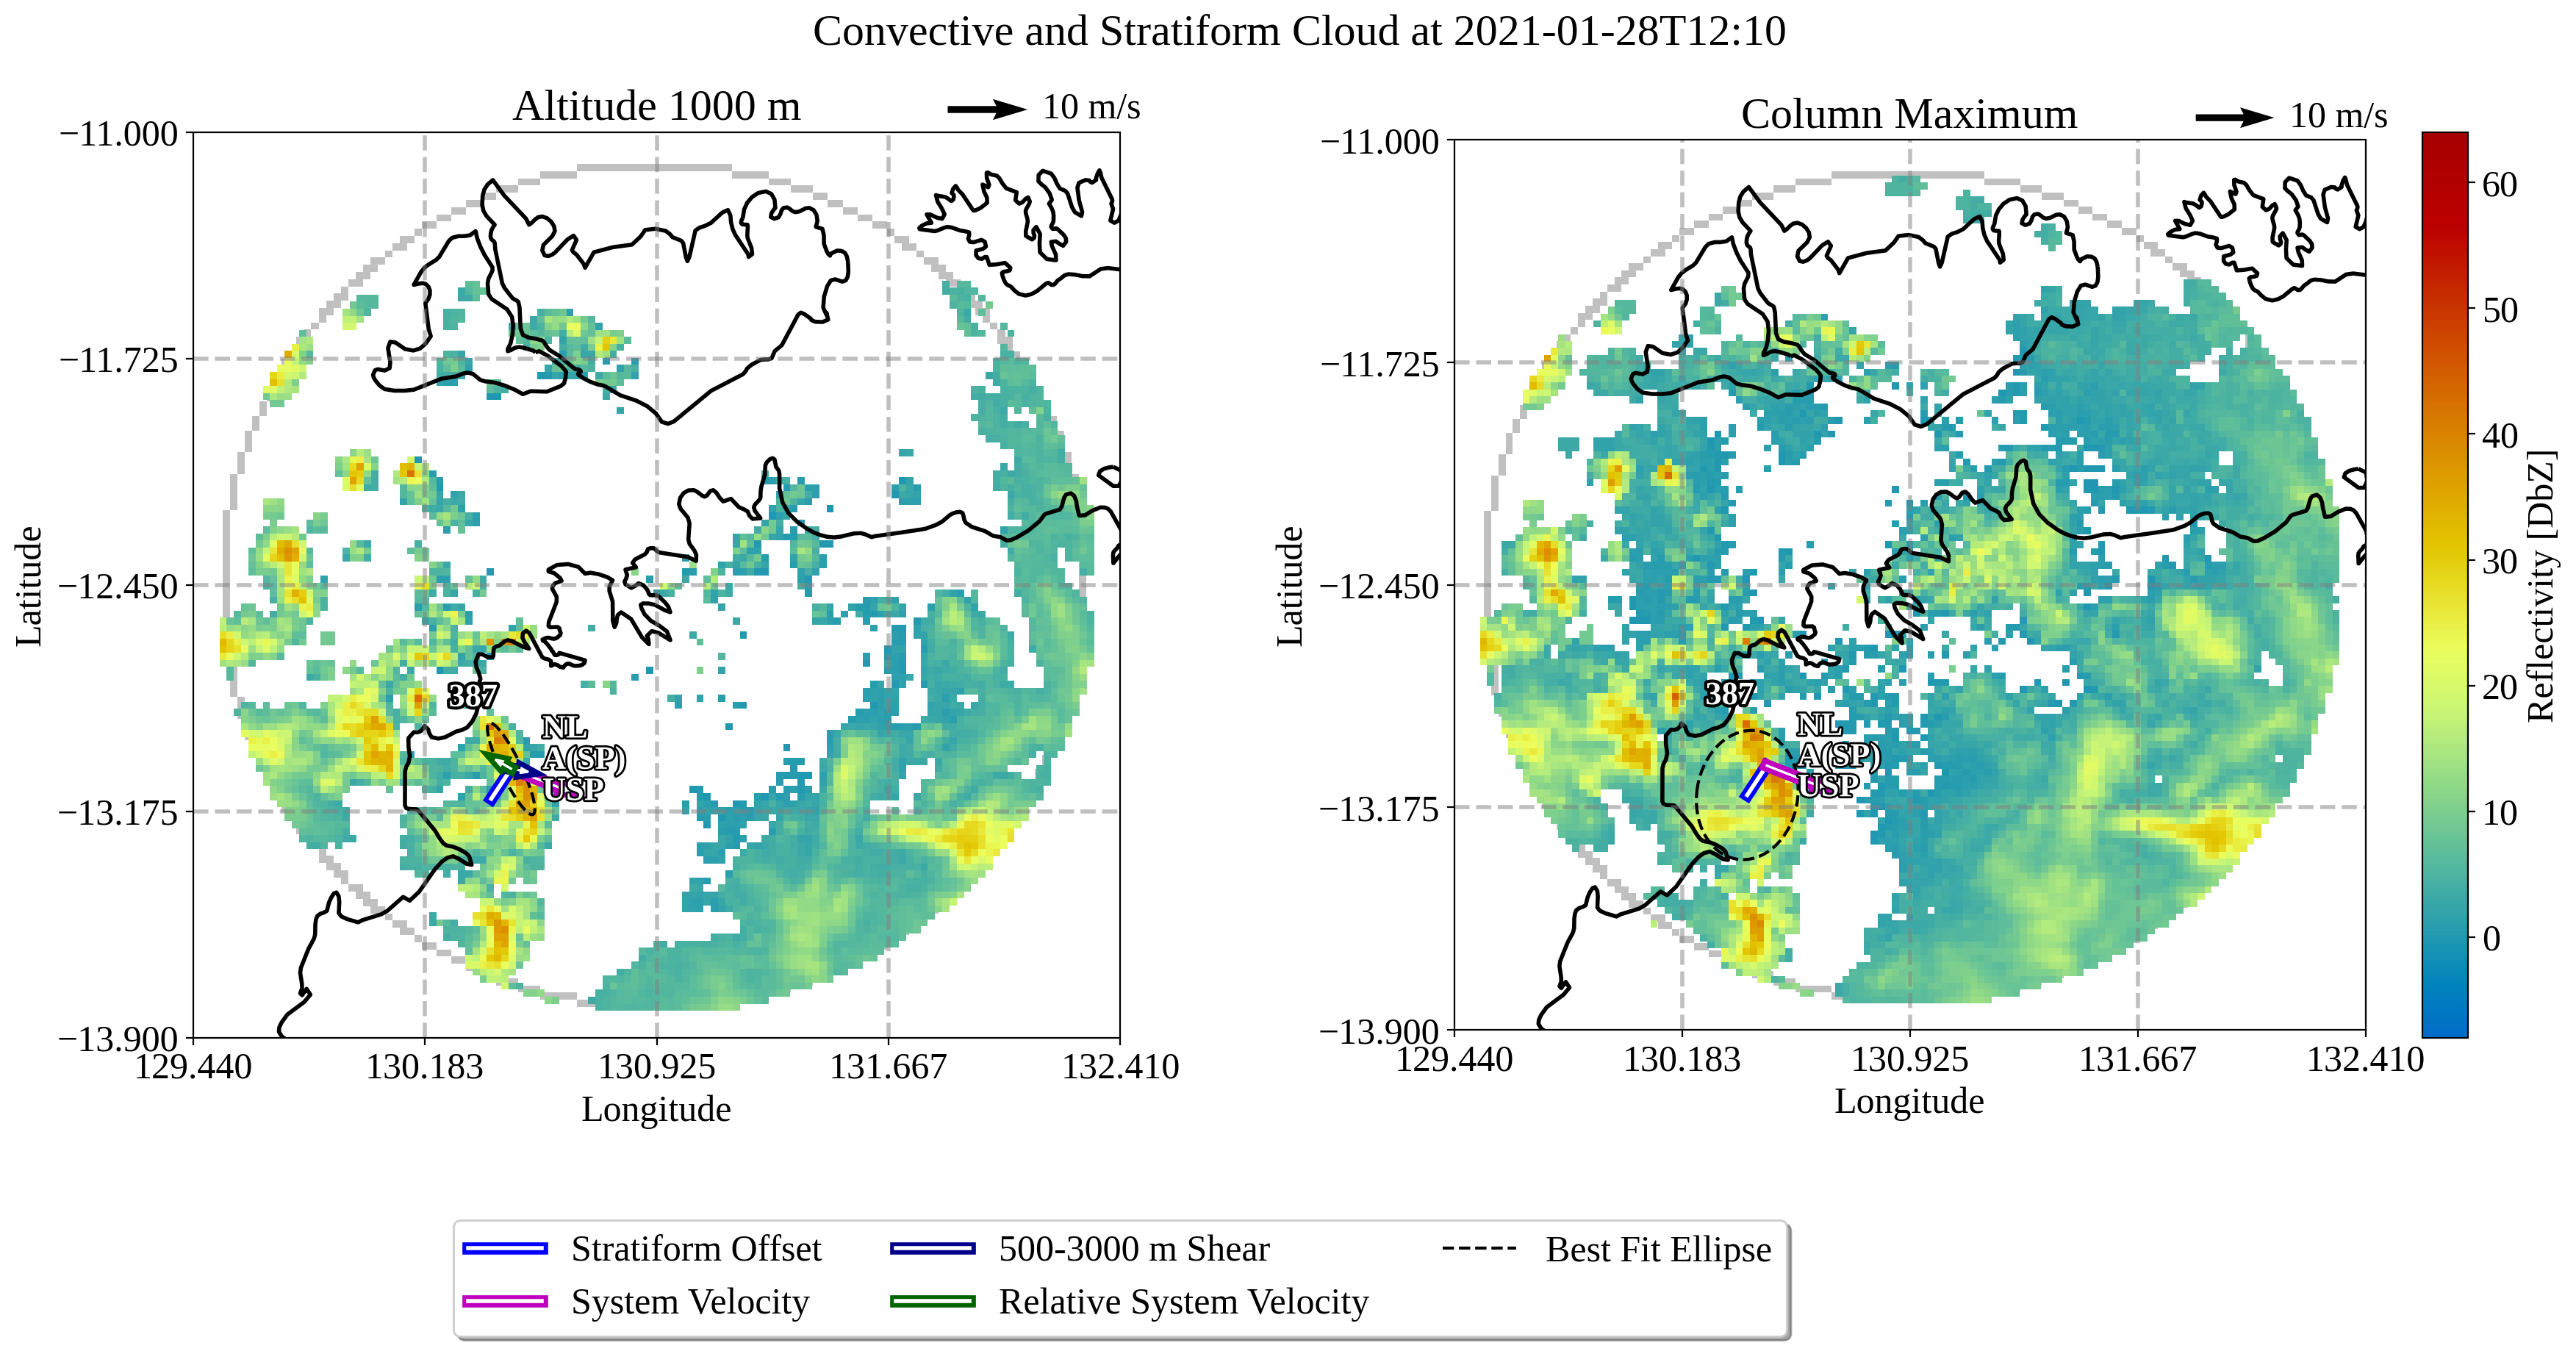 Convective and Stratiform Cloud at 2021-01-28T12:10
Altitude 1000 m
10 m/s
Column Maximum
10 m/s
−11.000
−11.725
−12.450
−13.175
−13.900
129.440
130.183
130.925
131.667
132.410
Latitude
Longitude
387
NL
A(SP)
USP
−11.000
−11.725
−12.450
−13.175
−13.900
129.440
130.183
130.925
131.667
132.410
Latitude
Longitude
387
NL
A(SP)
USP
60
50
40
30
20
10
0
Reflectivity [DbZ]
Stratiform Offset
System Velocity
500-3000 m Shear
Relative System Velocity
Best Fit Ellipse